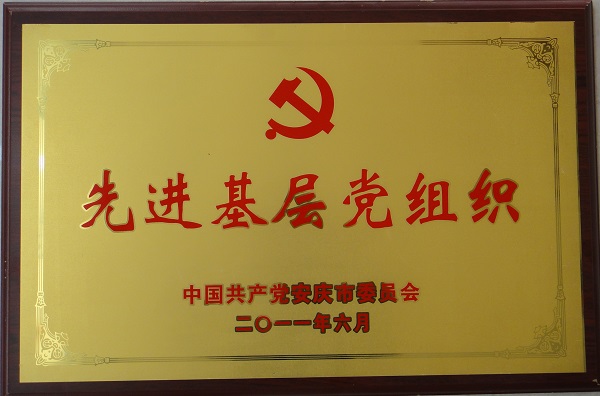 先进基层党组织
中国共产党安庆市委员会
二〇一一年六月